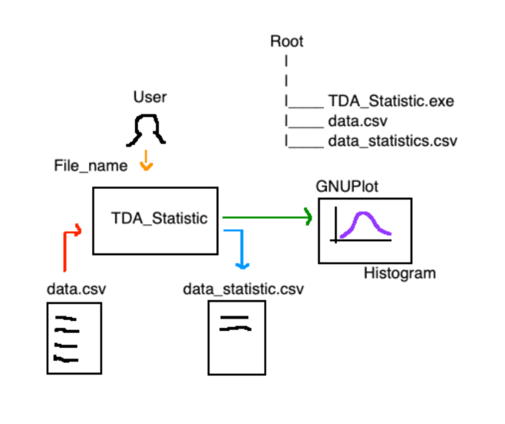 Root
TDA_Statistic.exe
data.csv
data_statistics.csv
User
File_name
TDA_Statistic
GNUPlot
Histogram
data.csv
data_statistic.csv